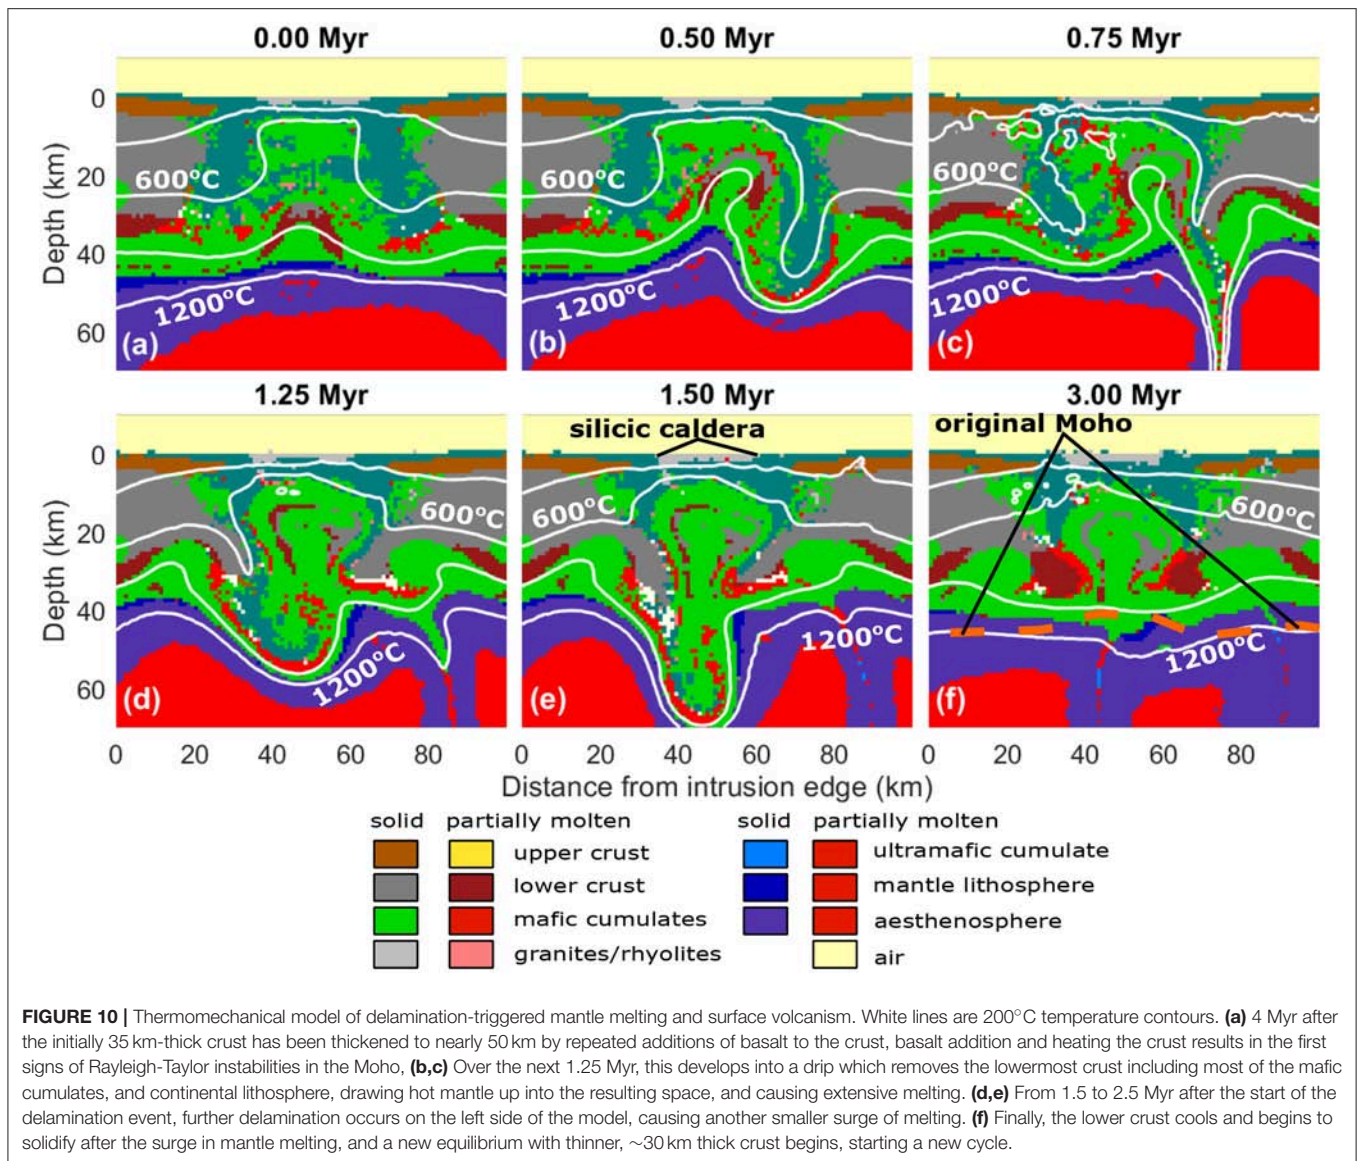 0.00 Myr
0.50 Myr
0.75 Myr
0
20
40
60
Depth (km)
600°C
1200°C
(a)
600°C
1200°C
(b)
600°C
1200°C
(c)
1.25 Myr
1.50 Myr
3.00 Myr
silicic caldera
original Moho
0
20
40
60
Depth (km)
600°C
1200°C
(d)
600°C
1200°C
(e)
600°C
1200°C
(f)
0 20 40 60 80 0 20 40 60 80 0 20 40 60 80
Distance from intrusion edge (km)
solid partially molten solid partially molten
upper crust ultramafic cumulate
lower crust mantle lithosphere
mafic cumulates aesthenosphere
granites/rhyolites air
FIGURE 10 | Thermomechanical model of delamination-triggered mantle melting and surface volcanism. White lines are 200°C temperature contours. (a) 4 Myr after
the initially 35 km-thick crust has been thickened to nearly 50 km by repeated additions of basalt to the crust, basalt addition and heating the crust results in the first
signs of Rayleigh-Taylor instabilities in the Moho, (b,c) Over the next 1.25 Myr, this develops into a drip which removes the lowermost crust including most of the mafic
cumulates, and continental lithosphere, drawing hot mantle up into the resulting space, and causing extensive melting. (d,e) From 1.5 to 2.5 Myr after the start of the
delamination event, further delamination occurs on the left side of the model, causing another smaller surge of melting. (f) Finally, the lower crust cools and begins to
solidify after the surge in mantle melting, and a new equilibrium with thinner, ~30 km thick crust begins, starting a new cycle.